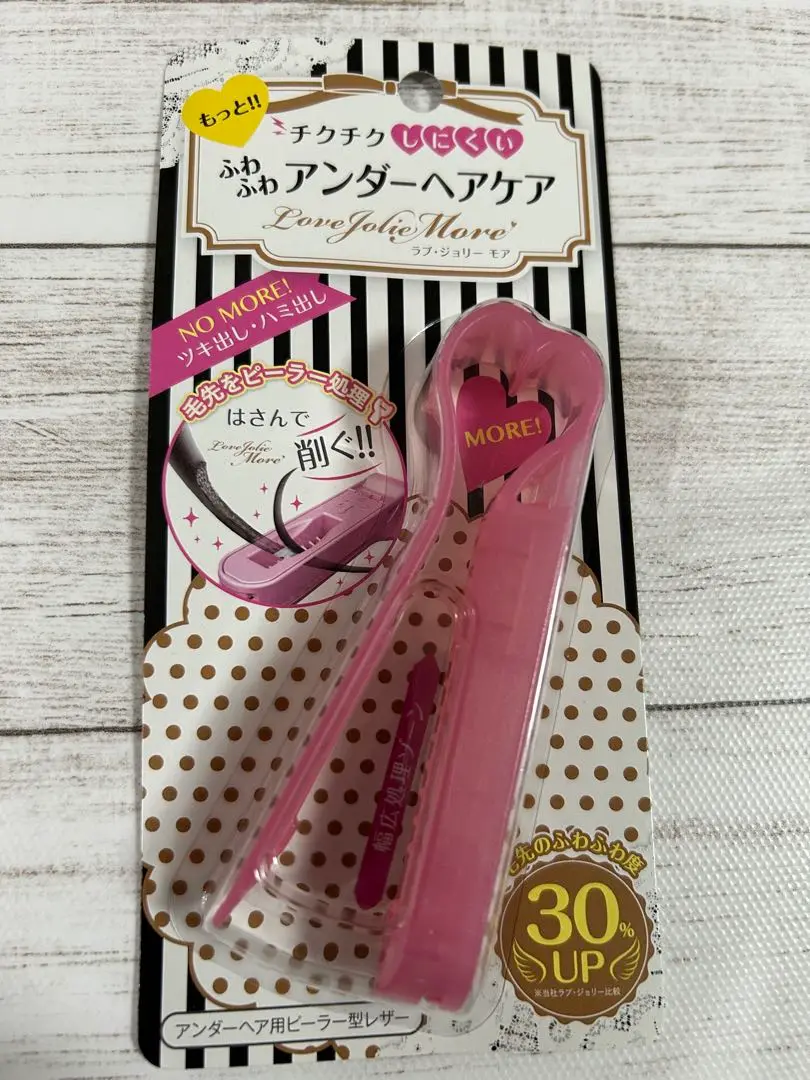 もっと!!
チクチクしにくい
ふわ
ふわ
アンダーヘアケア
Love Jolie More
ラブ・ジョリー モア
NO MORE!
ツキ出し・ハミ出し
毛先をピーラー処理
はさんで
削ぐ!!
Love Jolie
More
MORE!
幅広処理ゾーン
毛先のふわふわ度
30%
UP
※当社ラブ・ジョリー比較
アンダーヘア用ピーラー型レザー